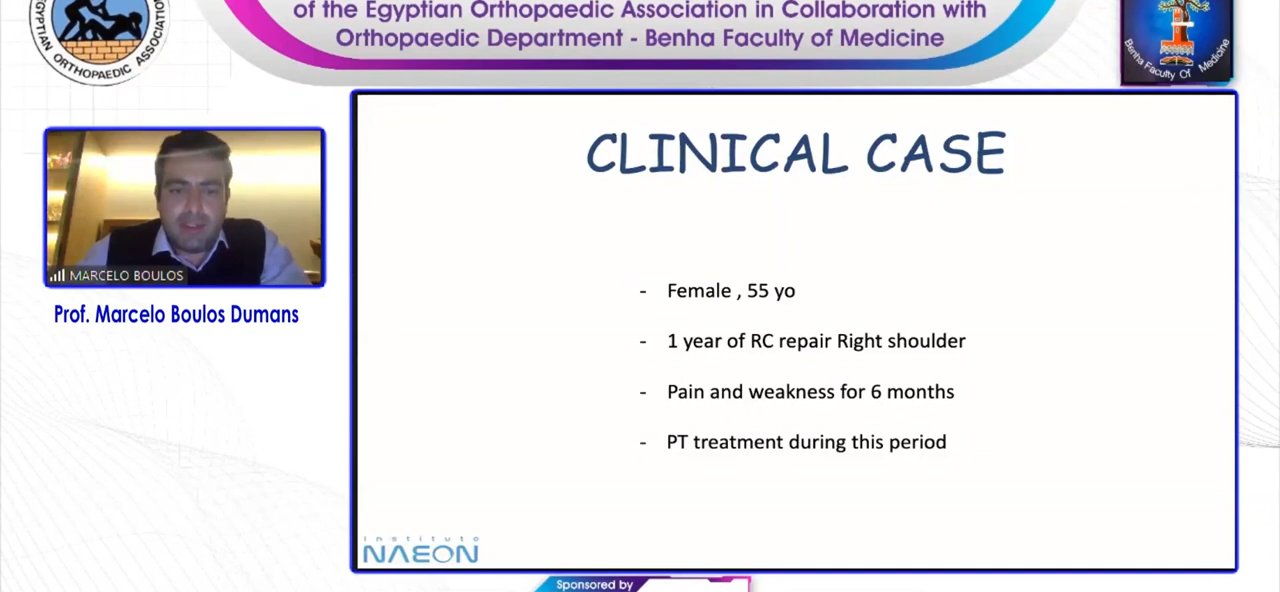 of the Egyptian Orthopaedic Association in Collaboration with
Orthopaedic Department - Benha Faculty of Medicine
EGYPTIAN ORTHOPAEDIC ASSOCIATION
Benha Faculty Of Medicine
CLINICAL CASE
MARCELO BOULOS
Prof. Marcelo Boulos Dumans
- Female , 55 yo
- 1 year of RC repair Right shoulder
- Pain and weakness for 6 months
- PT treatment during this period
instituto
NAEON
Sponsored by